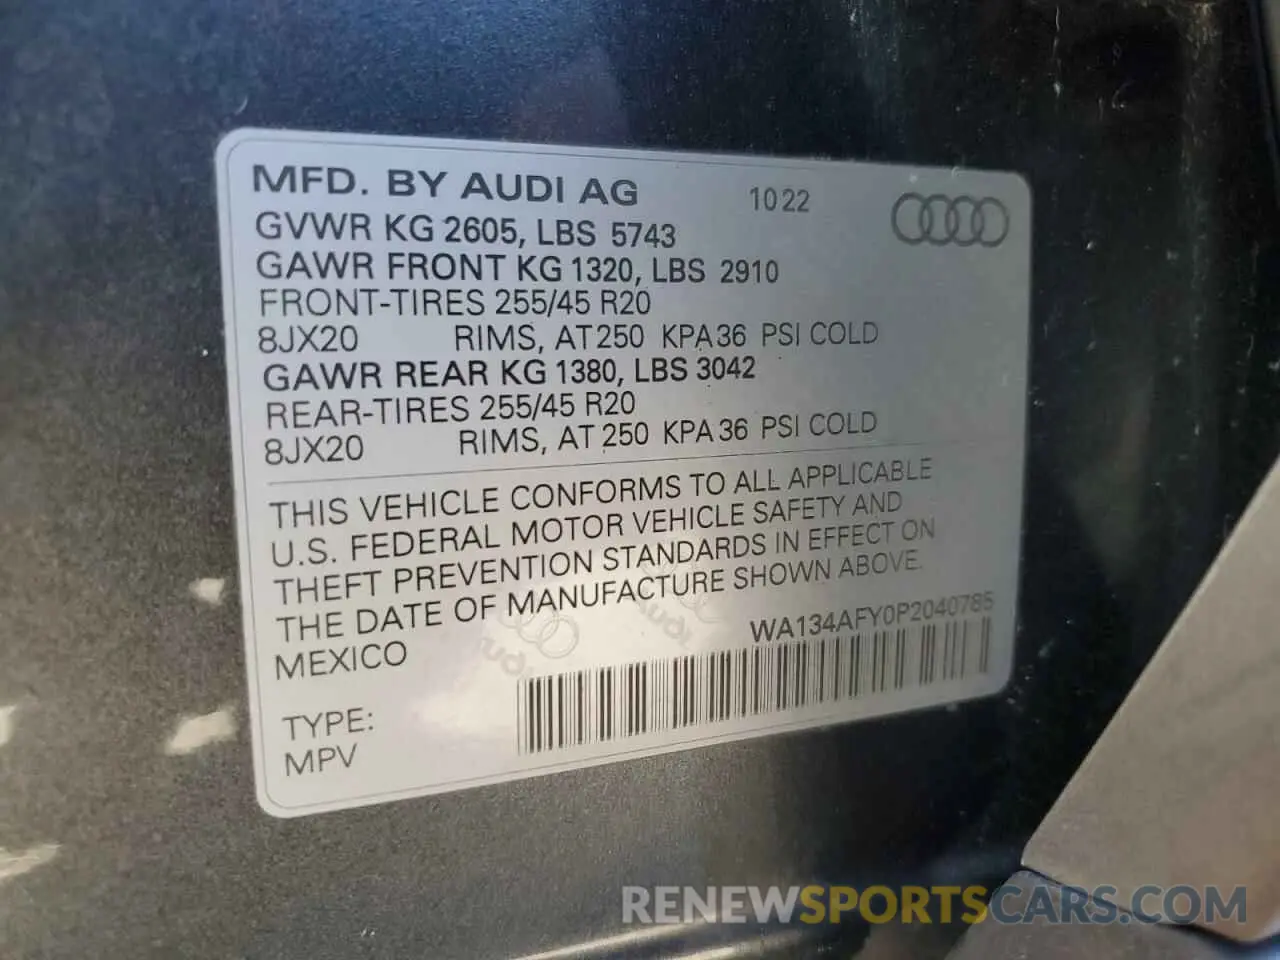 MFD. BY AUDI AG 10 22
GVWR KG 2605, LBS 5743
GAWR FRONT KG 1320, LBS 2910
FRONT-TIRES 255/45 R20
8JX20 RIMS, AT 250 KPA 36 PSI COLD
GAWR REAR KG 1380, LBS 3042
REAR-TIRES 255/45 R20
8JX20 RIMS, AT 250 KPA 36 PSI COLD
THIS VEHICLE CONFORMS TO ALL APPLICABLE
U.S. FEDERAL MOTOR VEHICLE SAFETY AND
THEFT PREVENTION STANDARDS IN EFFECT ON
THE DATE OF MANUFACTURE SHOWN ABOVE.
MEXICO WA134AFY0P2040785
TYPE:
MPV
RENEWSPORTSCARS.COM